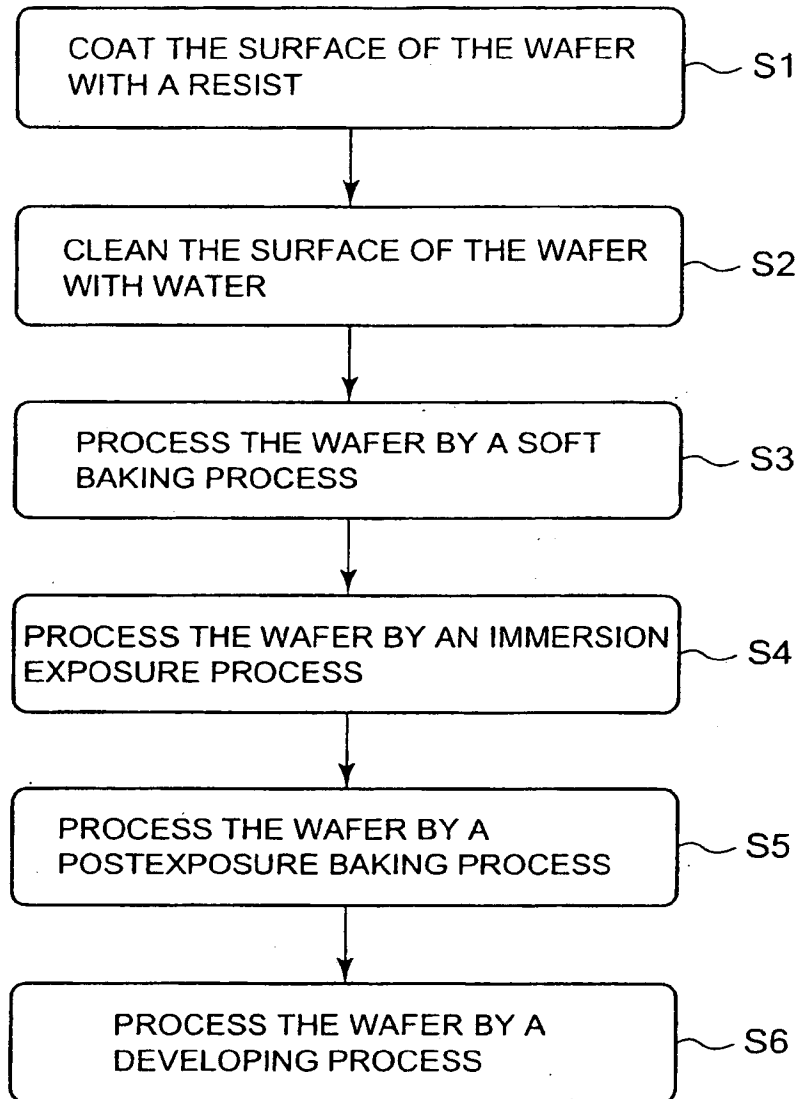 COAT THE SURFACE OF THE WAFER
WITH A RESIST
S1
CLEAN THE SURFACE OF THE WAFER
WITH WATER
S2
PROCESS THE WAFER BY A SOFT
BAKING PROCESS
S3
PROCESS THE WAFER BY AN IMMERSION
EXPOSURE PROCESS
S4
PROCESS THE WAFER BY A
POSTEXPOSURE BAKING PROCESS
S5
PROCESS THE WAFER BY A
DEVELOPING PROCESS
S6